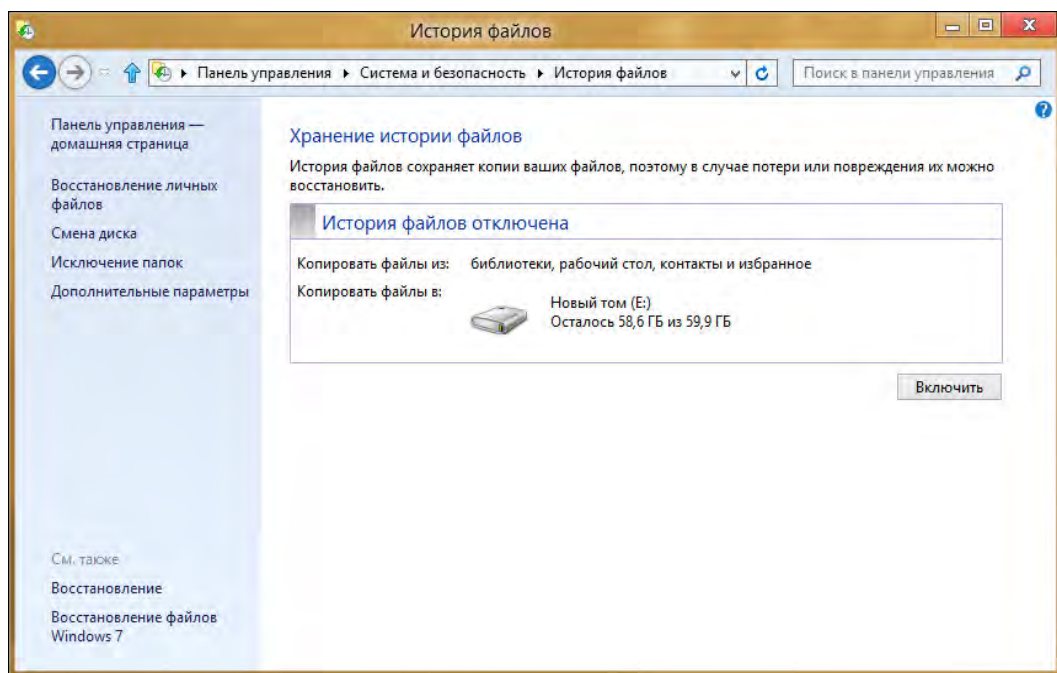 История файлов
Панель управления ▸ Система и безопасность ▸ История файлов
Поиск в панели управления
Панель управления —
домашняя страница
Восстановление личных
файлов
Смена диска
Исключение папок
Дополнительные параметры
Хранение истории файлов
История файлов сохраняет копии ваших файлов, поэтому в случае потери или повреждения их можно
восстановить.
История файлов отключена
Копировать файлы из: библиотеки, рабочий стол, контакты и избранное
Копировать файлы в:
Новый том (E:)
Осталось 58,6 ГБ из 59,9 ГБ
Включить
См. также
Восстановление
Восстановление файлов
Windows 7